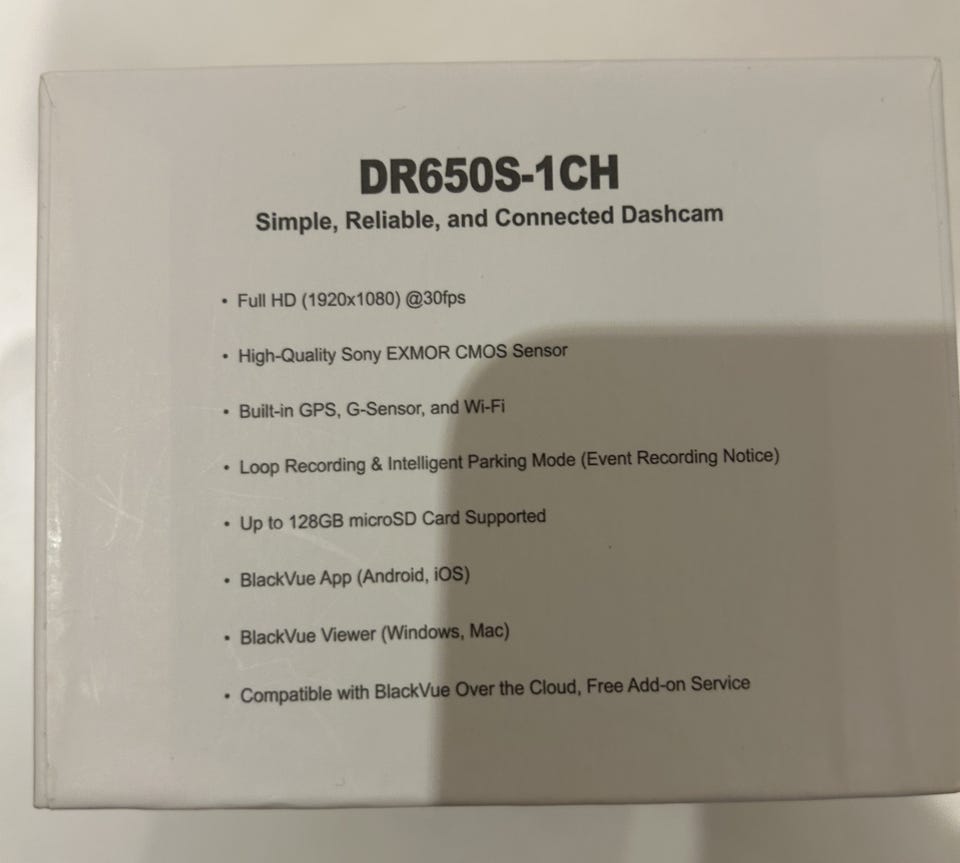 DR650S-1CH
Simple, Reliable, and Connected Dashcam
• Full HD (1920x1080) @30fps
• High-Quality Sony EXMOR CMOS Sensor
• Built-in GPS, G-Sensor, and Wi-Fi
• Loop Recording & Intelligent Parking Mode (Event Recording Notice)
• Up to 128GB microSD Card Supported
• BlackVue App (Android, iOS)
• BlackVue Viewer (Windows, Mac)
• Compatible with BlackVue Over the Cloud, Free Add-on Service